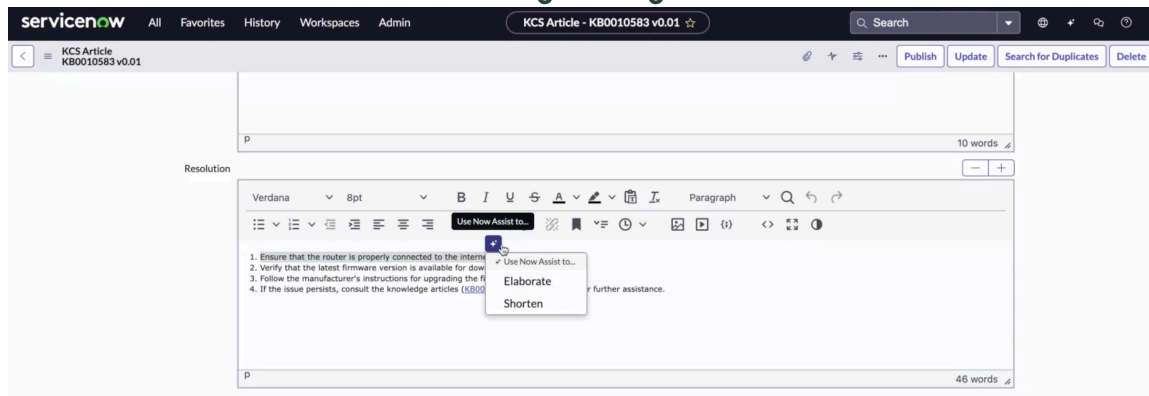 servicenow All Favorites History Workspaces Admin KCS Article - KB0010583 v0.01 Search
KCS Article
KB0010583 v0.01
Publish Update Search for Duplicates Delete
p 10 words
Resolution
Verdana 8pt B I U S A Paragraph
Use Now Assist to...
1. Ensure that the router is properly connected to the interne
2. Verify that the latest firmware version is available for dow
3. Follow the manufacturer's instructions for upgrading the fi
4. If the issue persists, consult the knowledge articles (KB00 r further assistance.
Use Now Assist to...
Elaborate
Shorten
p 46 words